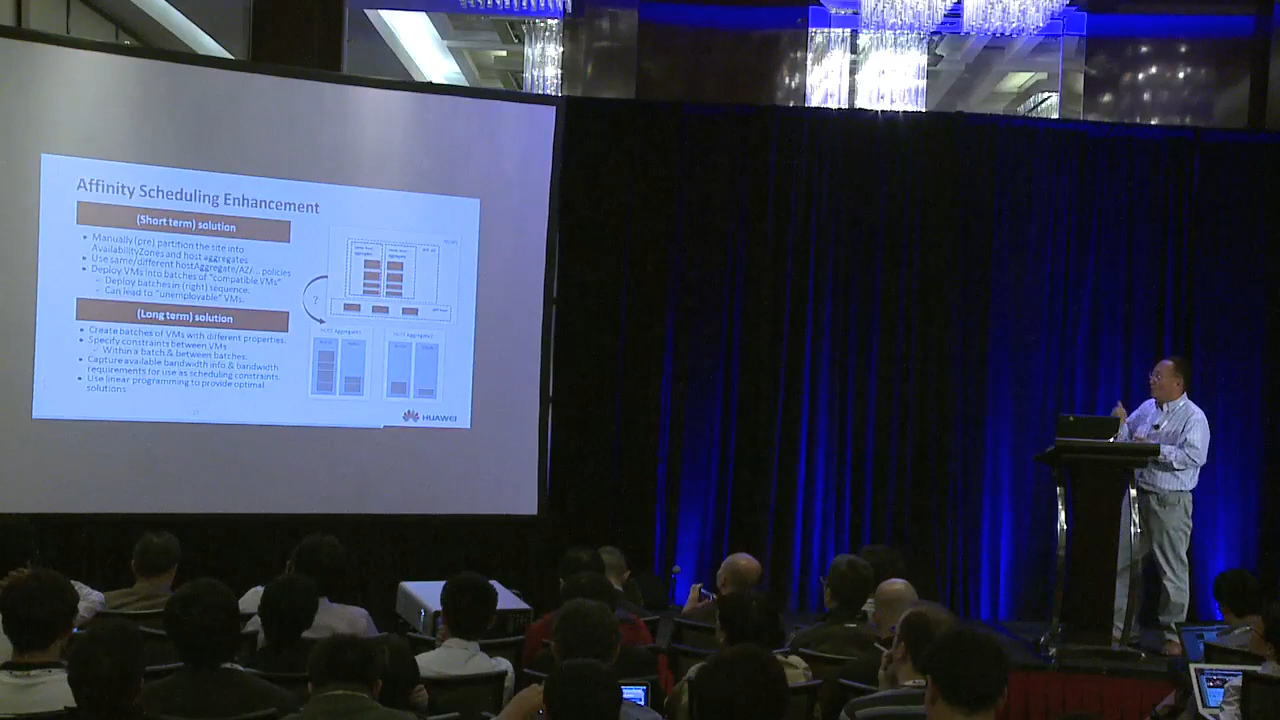 Affinity Scheduling Enhancement
(Short term) solution
• Manually (pre) partition the site into
AvailabilityZones and host aggregates
• Use same/different hostAggregate/AZ/... policies
• Deploy VMs into batches of "compatible VMs"
– Deploy batches in (right) sequence.
– Can lead to "unemployable" VMs.
(Long term) solution
• Create batches of VMs with different properties.
• Specify constraints between VMs
– Within a batch & between batches.
• Capture available bandwidth info & bandwidth
requirements for use as scheduling constraints.
• Use linear programming to provide optimal
solutions
?
HUAWEI